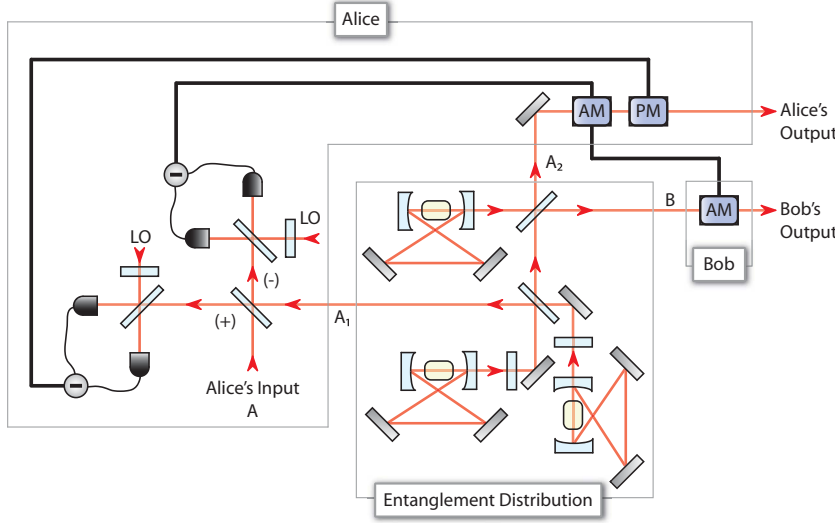 Alice
AM
PM
Alice's
Output
A₂
LO
LO
B
AM
Bob's
Output
Bob
(-)
(+)
A₁
Alice's Input
A
Entanglement Distribution